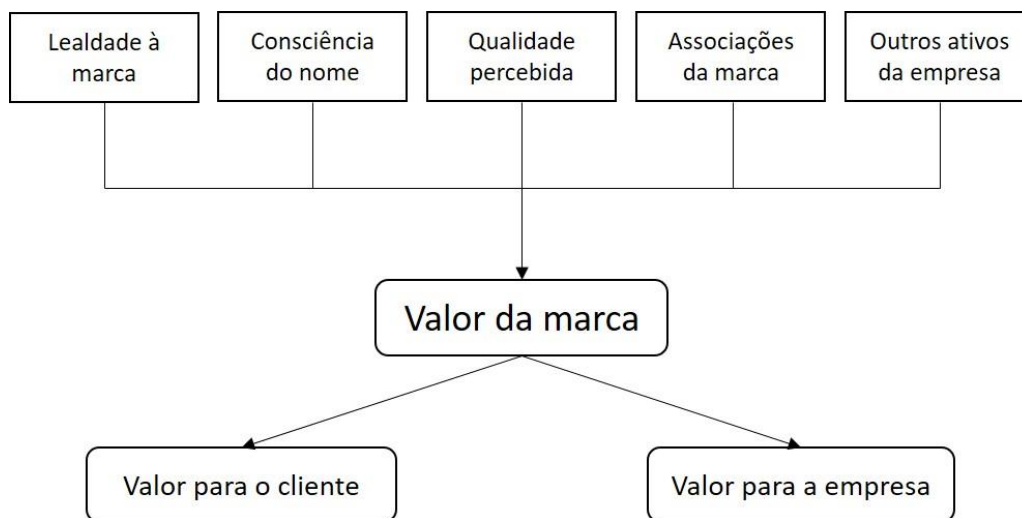 Lealdade à
marca
Consciência
do nome
Qualidade
percebida
Associações
da marca
Outros ativos
da empresa
Valor da marca
Valor para o cliente
Valor para a empresa